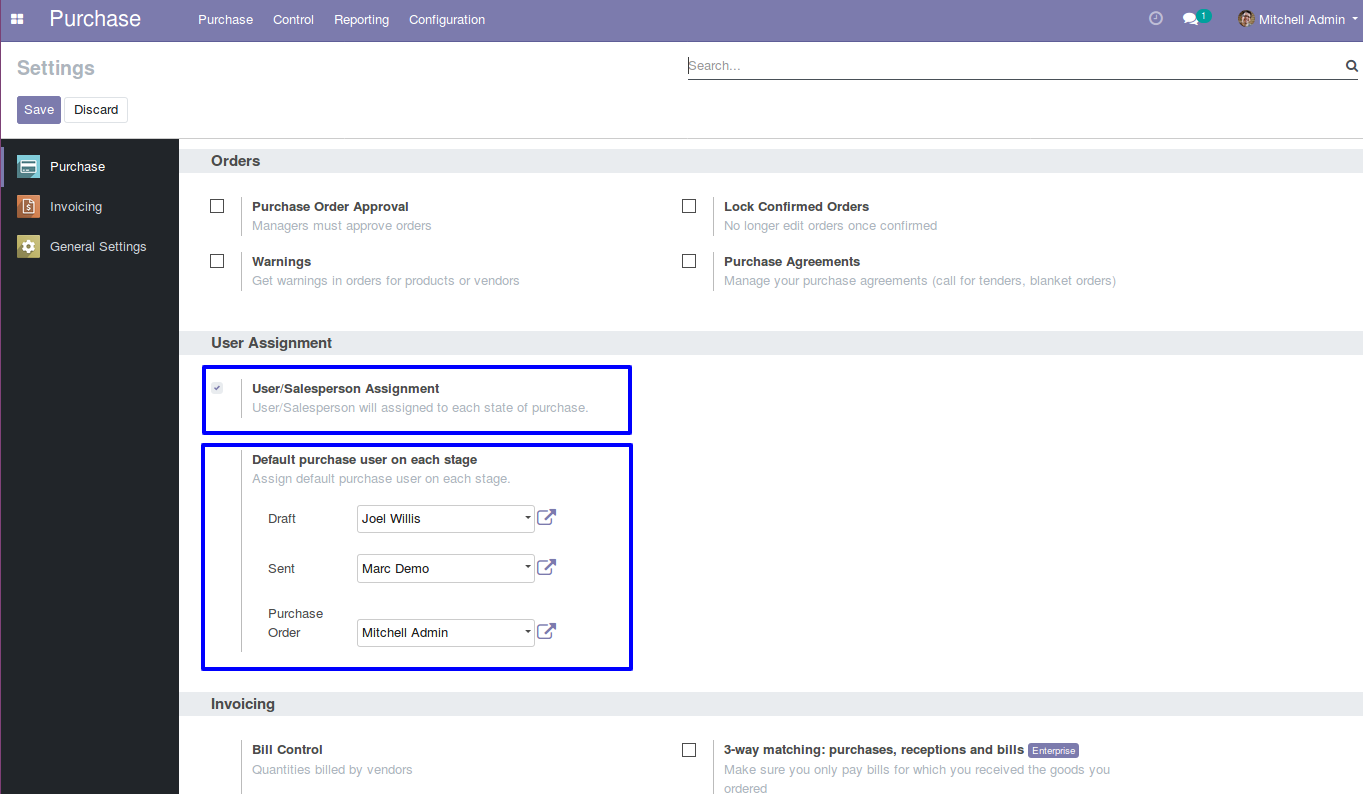 Purchase Purchase Control Reporting Configuration 1 Mitchell Admin
Settings Search...
Save Discard
Purchase
Invoicing
General Settings
Orders
Purchase Order Approval
Managers must approve orders
Lock Confirmed Orders
No longer edit orders once confirmed
Warnings
Get warnings in orders for products or vendors
Purchase Agreements
Manage your purchase agreements (call for tenders, blanket orders)
User Assignment
User/Salesperson Assignment
User/Salesperson will assigned to each state of purchase.
Default purchase user on each stage
Assign default purchase user on each stage.
Draft Joel Willis
Sent Marc Demo
Purchase
Order Mitchell Admin
Invoicing
Bill Control
Quantities billed by vendors
3-way matching: purchases, receptions and bills Enterprise
Make sure you only pay bills for which you received the goods you
ordered